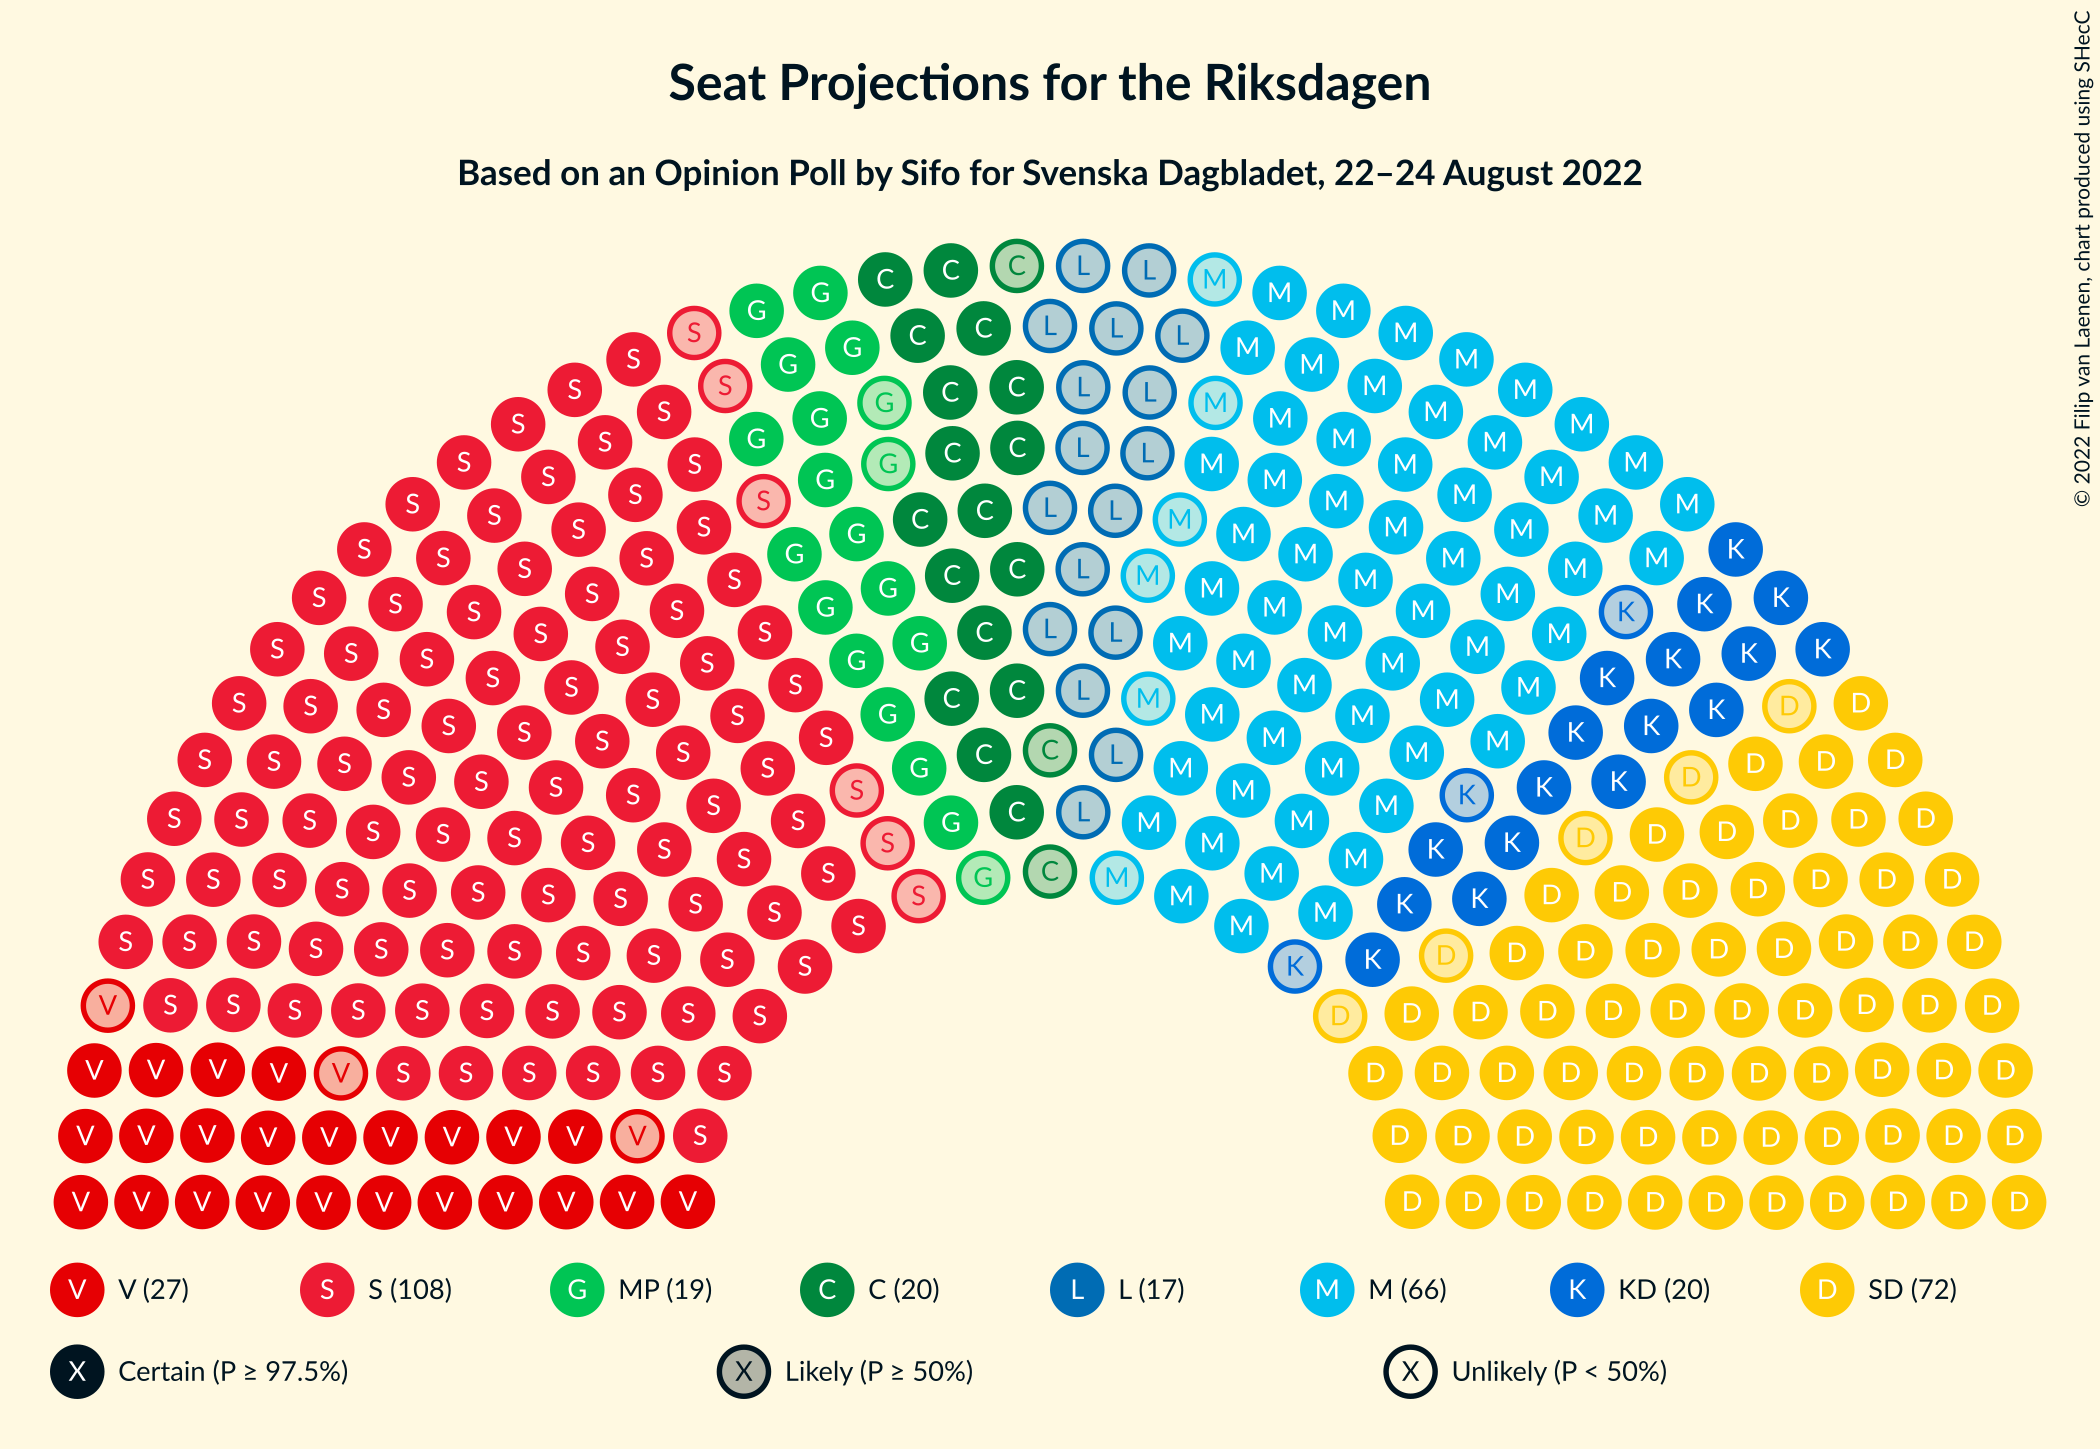 Seat Projections for the Riksdagen
Based on an Opinion Poll by Sifo for Svenska Dagbladet, 22–24 August 2022
© 2022 Filip van Laenen, chart produced using SHecC
V V (27) S S (108) G MP (19) C C (20) L L (17) M M (66) K KD (20) D SD (72)
X Certain (P ≥ 97.5%) X Likely (P ≥ 50%) X Unlikely (P < 50%)